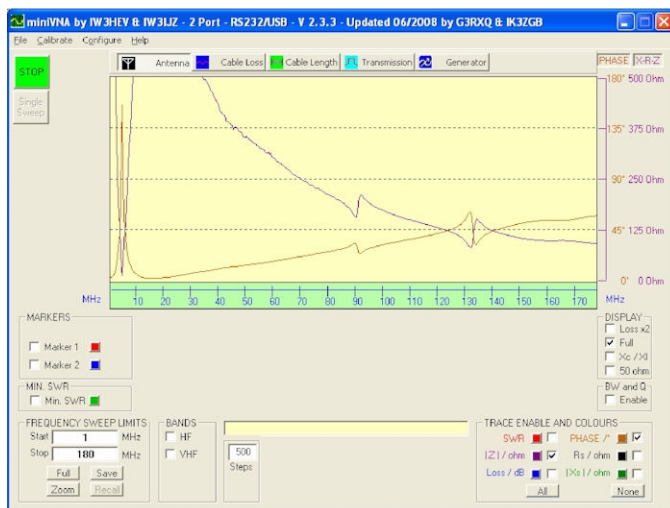 miniVNA by IW3HEV & IW3IJZ - 2 Port - RS232/USB - V 2.3.3 - Updated 06/2008 by G3RXQ & IK3ZGB
File Calibrate Configure Help
STOP
Single Sweep
Antenna Cable Loss Cable Length Transmission Generator
PHASE X-R-Z
180° 500 Ohm
135° 375 Ohm
90° 250 Ohm
45° 125 Ohm
0° 0 Ohm
MHz 10 20 30 40 50 60 70 80 90 100 110 120 130 140 150 160 170 MHz
MARKERS
Marker 1
Marker 2
MIN. SWR
Min. SWR
DISPLAY
Loss x2
Full
Xc / Xl
50 ohm
BW and Q
Enable
FREQUENCY SWEEP LIMITS
Start 1 MHz
Stop 180 MHz
Full Save
Zoom Recall
BANDS
HF
VHF
500
Steps
TRACE ENABLE AND COLOURS
SWR PHASE /°
|Z| / ohm Rs / ohm
Loss / dB |Xs| / ohm
All None